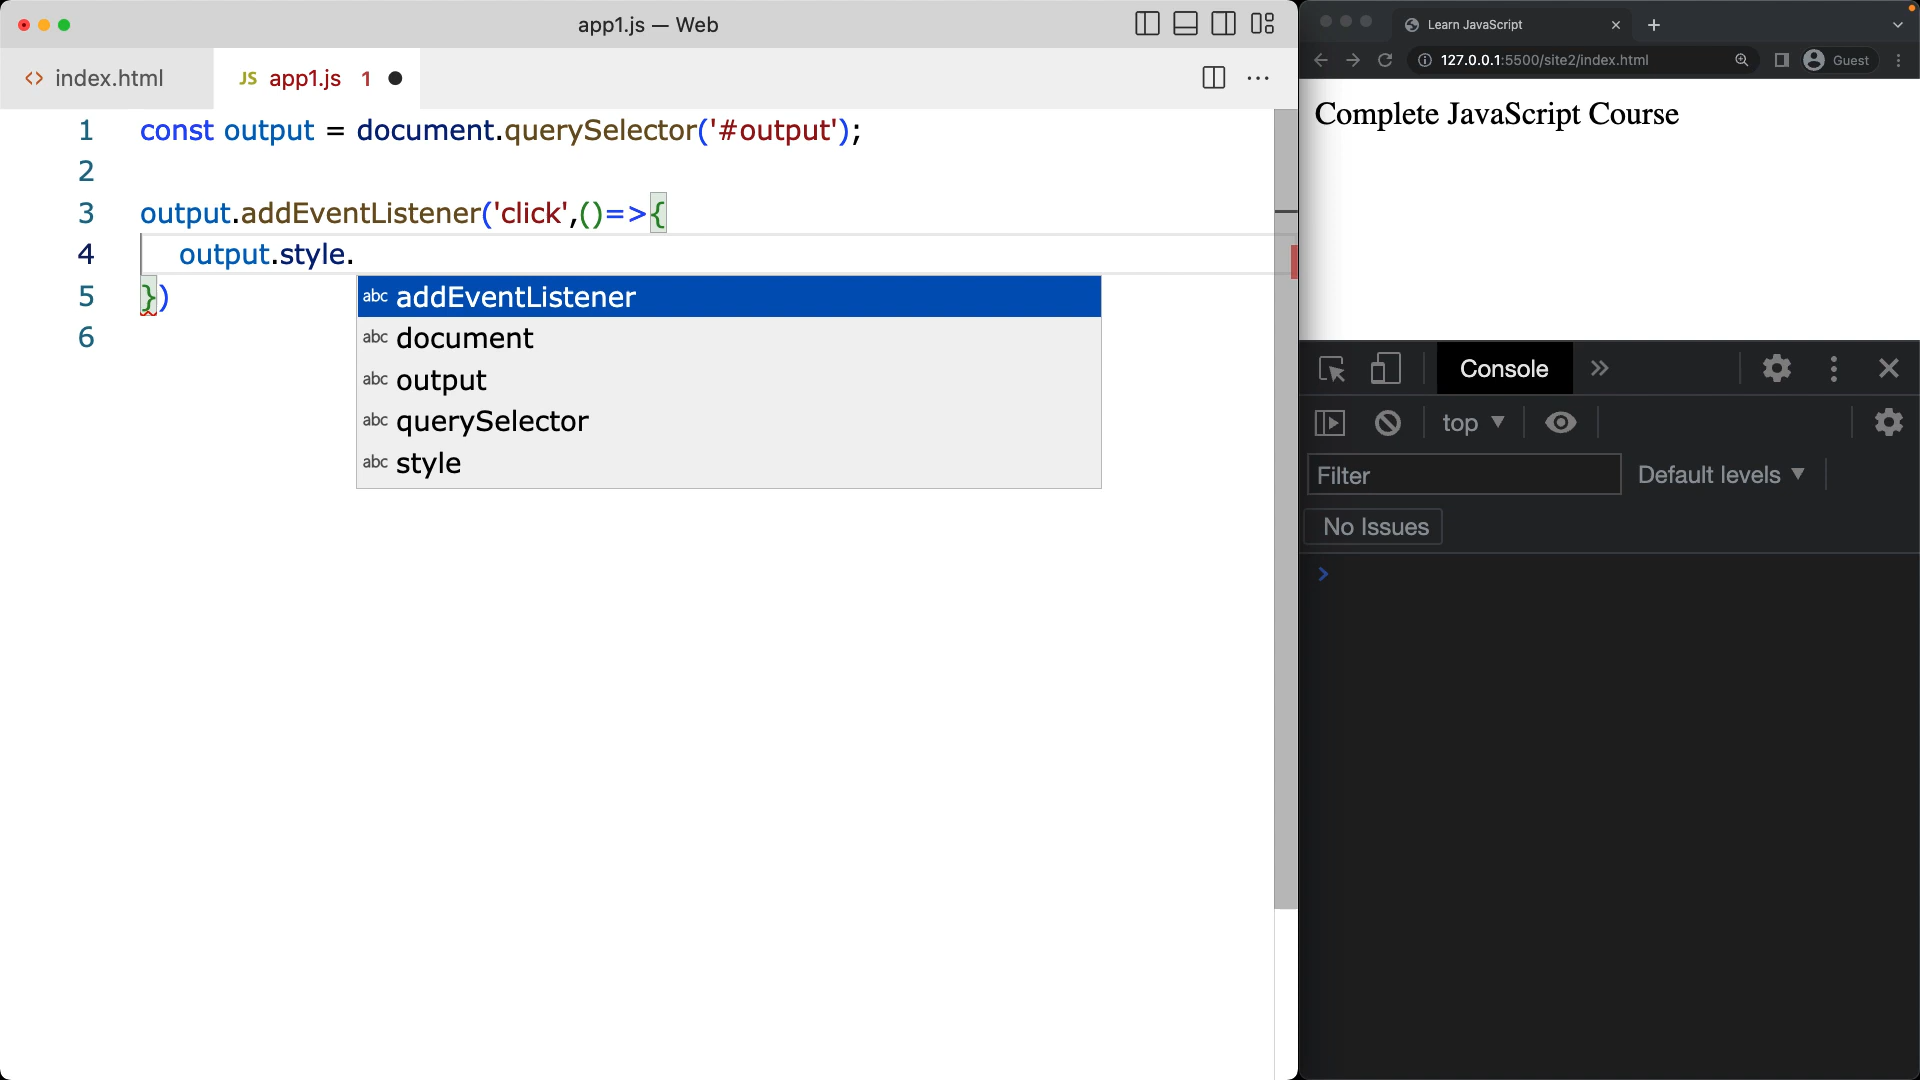 app1.js — Web
<> index.html
JS app1.js 1
1 const output = document.querySelector('#output');
2
3 output.addEventListener('click',()=>{
4 output.style.
5 })
6
abc addEventListener
abc document
abc output
abc querySelector
abc style
Learn JavaScript
127.0.0.1:5500/site2/index.html
Guest
Complete JavaScript Course
Console
top
Filter
Default levels
No Issues